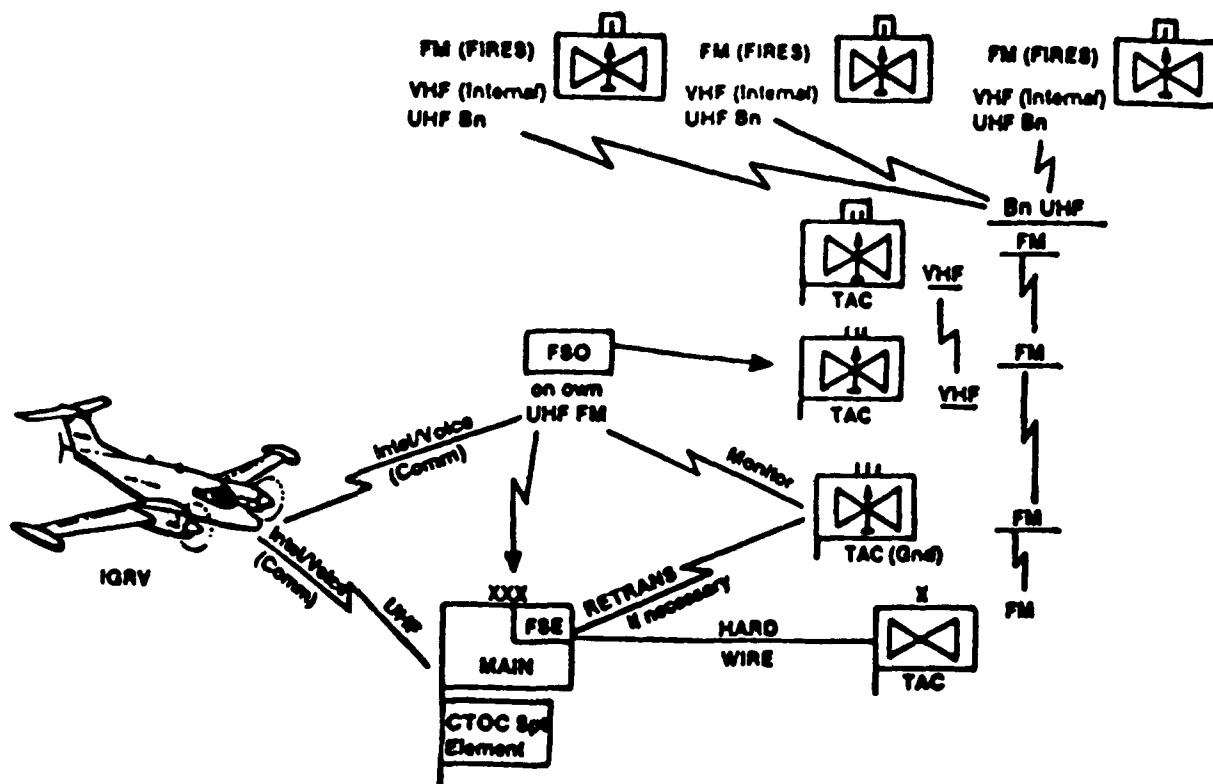 FM (FIRES)
VHF (Internal)
UHF Bn
FM (FIRES)
VHF (Internal)
UHF Bn
FM (FIRES)
VHF (Internal)
UHF Bn
Bn UHF
FM
TAC
VHF
FSO
on own
UHF FM
TAC
VHF
FM
Intel/Voice
(Comm)
Monitor
IGRV
Intel/Voice
(Comm)
UHF
TAC (Gnd)
FM
XXX
FSE
MAIN
RETRANS
if necessary
HARD
WIRE
X
TAC
FM
CTOC Spt
Element